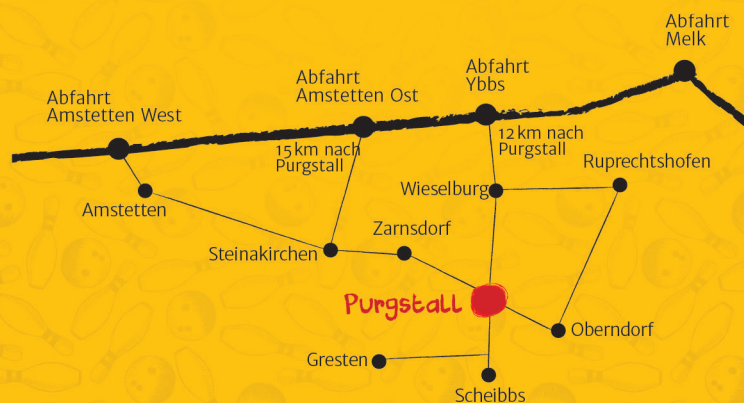 Abfahrt
Melk
Abfahrt
Ybbs
Abfahrt
Amstetten Ost
Abfahrt
Amstetten West
12 km nach
Purgstall
15 km nach
Purgstall
Ruprechtshofen
Wieselburg
Amstetten
Zarnsdorf
Steinakirchen
Purgstall
Oberndorf
Gresten
Scheibbs